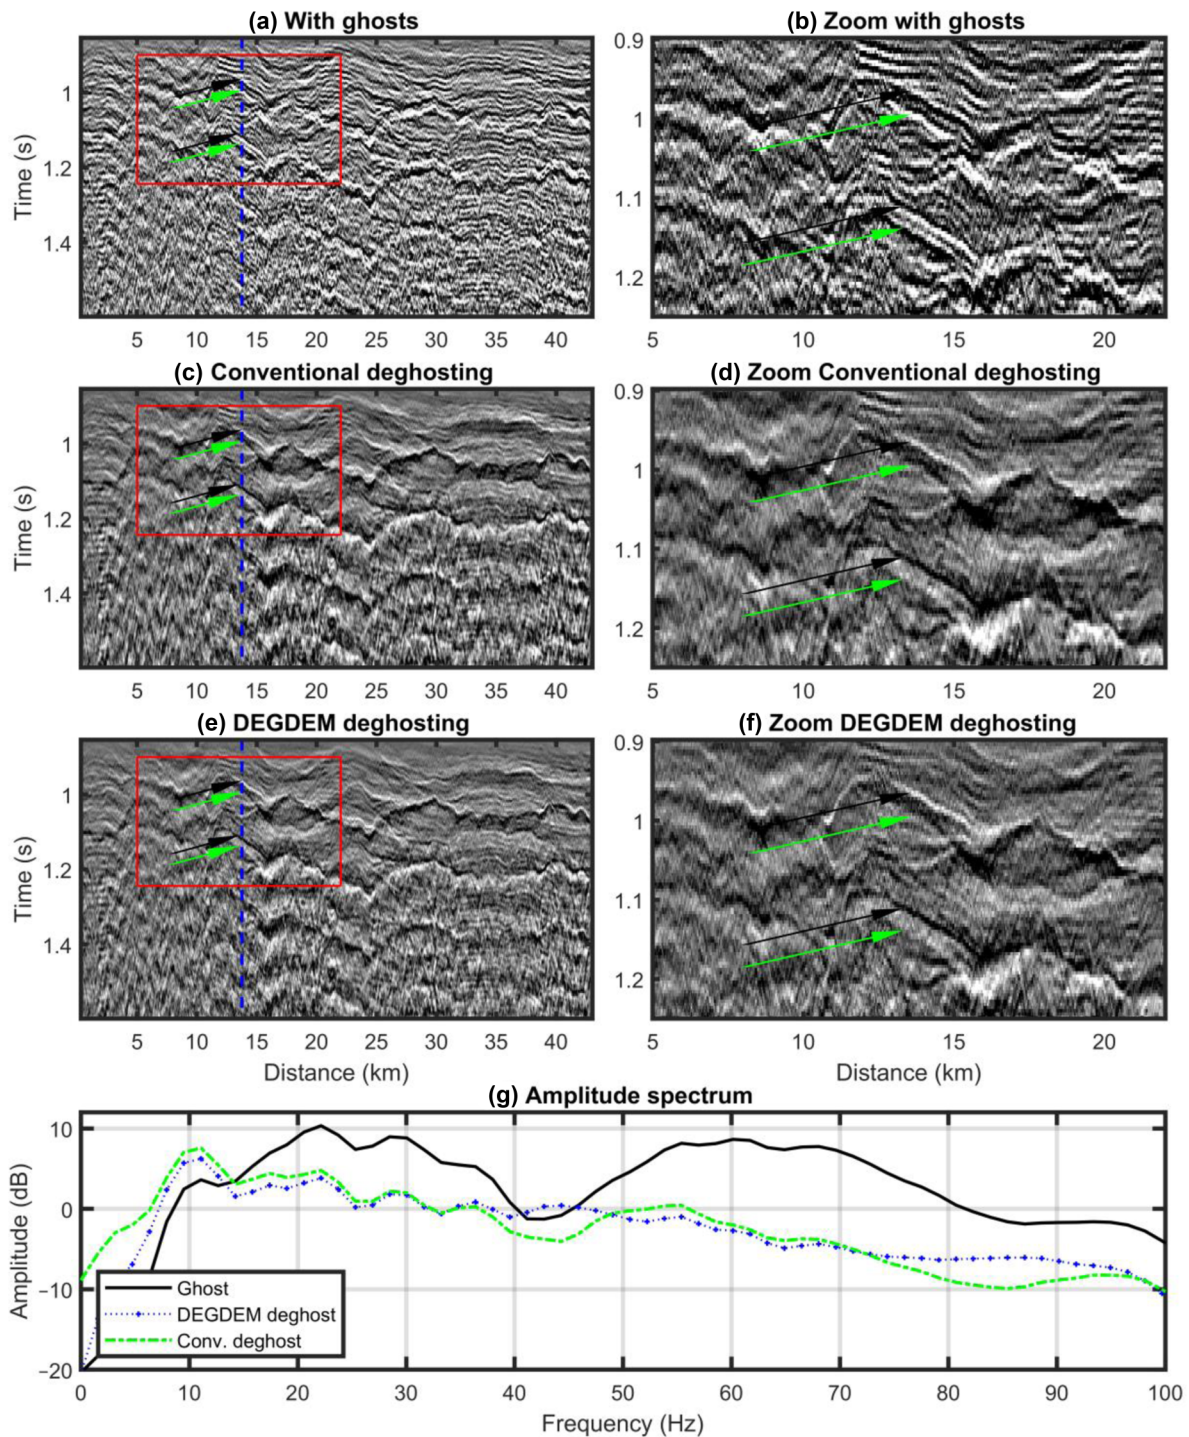 (a) With ghosts
(b) Zoom with ghosts
Time (s)
1
1.2
1.4
5 10 15 20 25 30 35 40
0.9
1
1.1
1.2
5 10 15 20
(c) Conventional deghosting
(d) Zoom Conventional deghosting
Time (s)
1
1.2
1.4
5 10 15 20 25 30 35 40
0.9
1
1.1
1.2
5 10 15 20
(e) DEGDEM deghosting
(f) Zoom DEGDEM deghosting
Time (s)
1
1.2
1.4
5 10 15 20 25 30 35 40
Distance (km)
0.9
1
1.1
1.2
5 10 15 20
Distance (km)
(g) Amplitude spectrum
Amplitude (dB)
10
0
−10
−20
Ghost
DEGDEM deghost
Conv. deghost
0 10 20 30 40 50 60 70 80 90 100
Frequency (Hz)